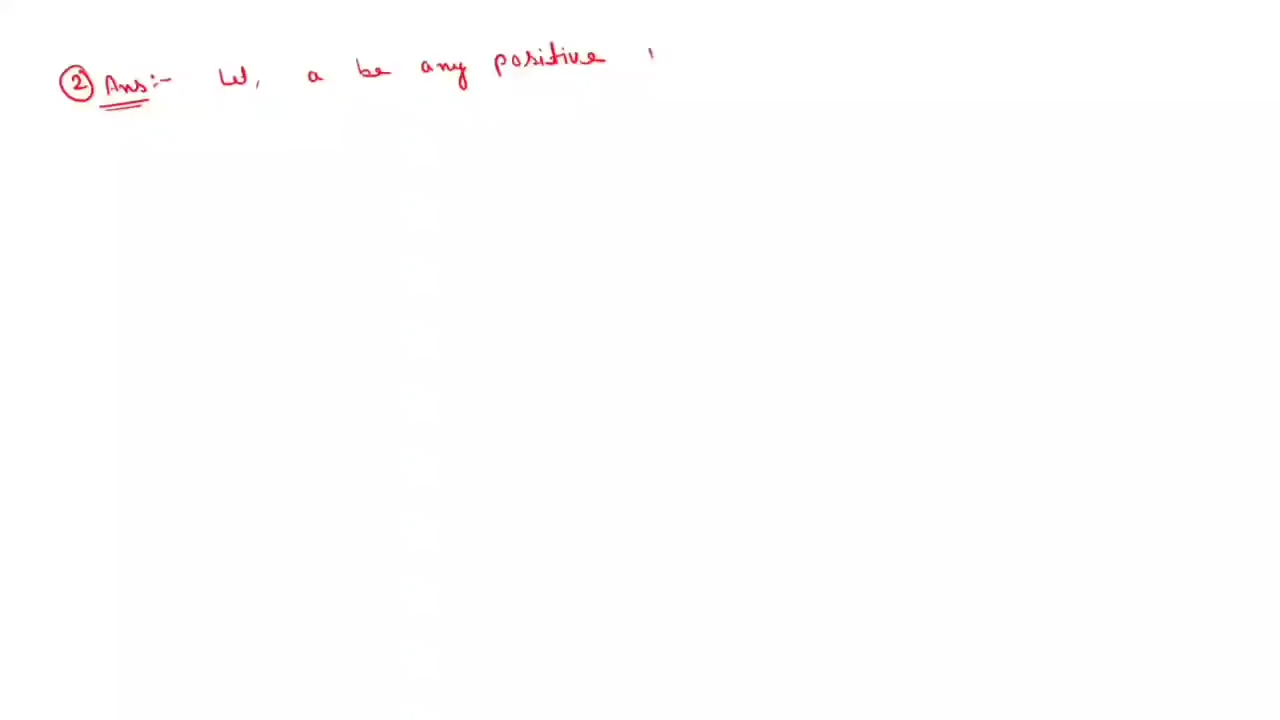 ② Ans:- Let, a be any positive